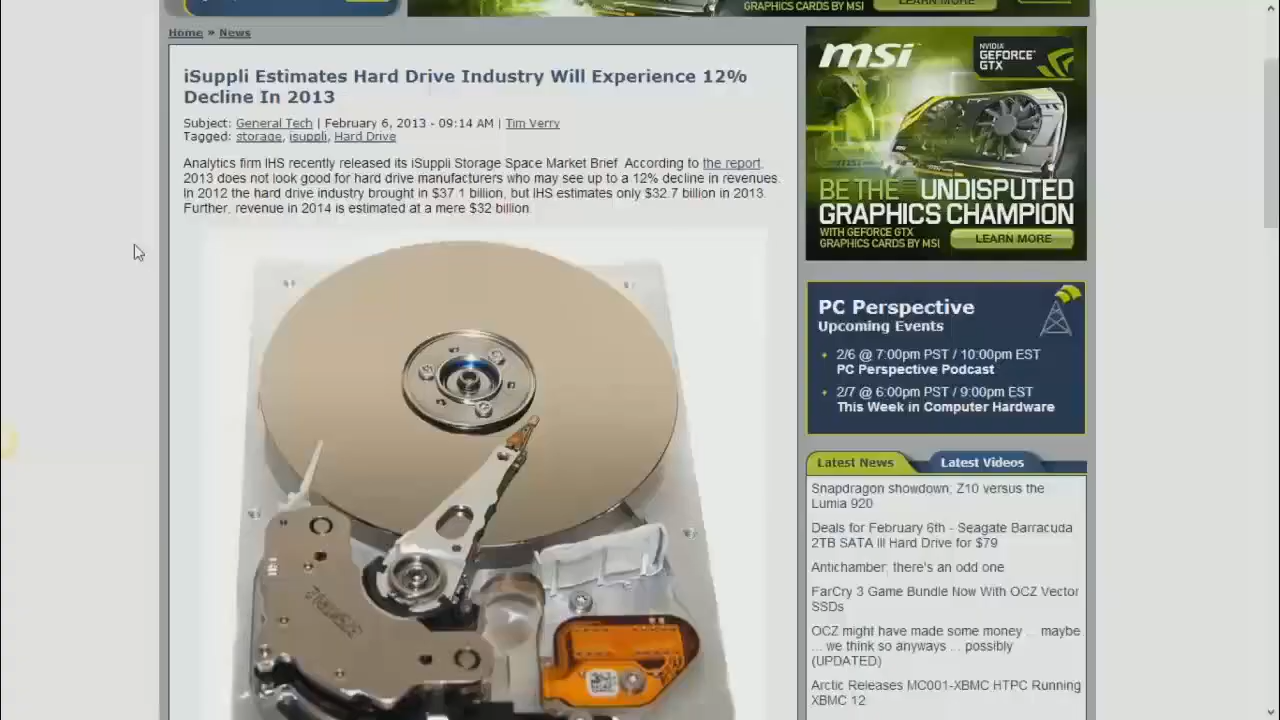 GRAPHICS CARDS BY MSI
LEARN MORE
Home » News
iSuppli Estimates Hard Drive Industry Will Experience 12%
Decline In 2013
Subject: General Tech | February 6, 2013 - 09:14 AM | Tim Verry
Tagged: storage, isuppli, Hard Drive
Analytics firm IHS recently released its iSuppli Storage Space Market Brief. According to the report,
2013 does not look good for hard drive manufacturers who may see up to a 12% decline in revenues.
In 2012 the hard drive industry brought in $37.1 billion, but IHS estimates only $32.7 billion in 2013.
Further, revenue in 2014 is estimated at a mere $32 billion.
msi
NVIDIA
GEFORCE
GTX
BE THE UNDISPUTED
GRAPHICS CHAMPION
WITH GEFORCE GTX
GRAPHICS CARDS BY MSI
LEARN MORE
PC Perspective
Upcoming Events
2/6 @ 7:00pm PST / 10:00pm EST
PC Perspective Podcast
2/7 @ 6:00pm PST / 9:00pm EST
This Week in Computer Hardware
Latest News
Latest Videos
Snapdragon showdown; Z10 versus the
Lumia 920
Deals for February 6th - Seagate Barracuda
2TB SATA III Hard Drive for $79
Antichamber; there's an odd one
FarCry 3 Game Bundle Now With OCZ Vector
SSDs
OCZ might have made some money ... maybe
... we think so anyways ... possibly
(UPDATED)
Arctic Releases MC001-XBMC HTPC Running
XBMC 12